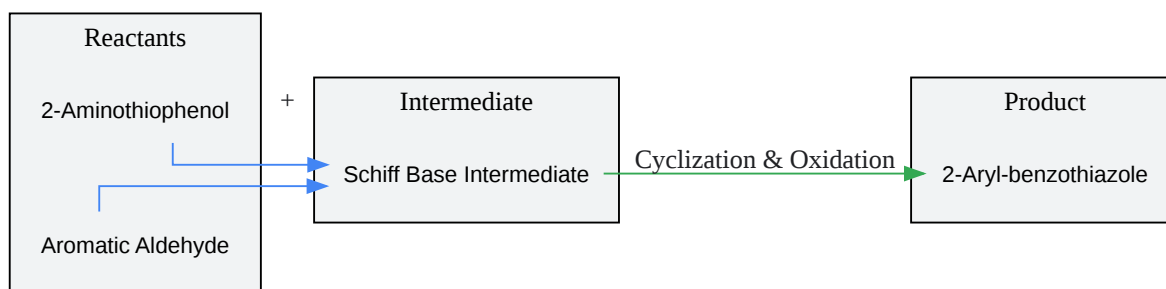 Reactants
2-Aminothiophenol
Aromatic Aldehyde
+
Intermediate
Schiff Base Intermediate
Cyclization & Oxidation
Product
2-Aryl-benzothiazole